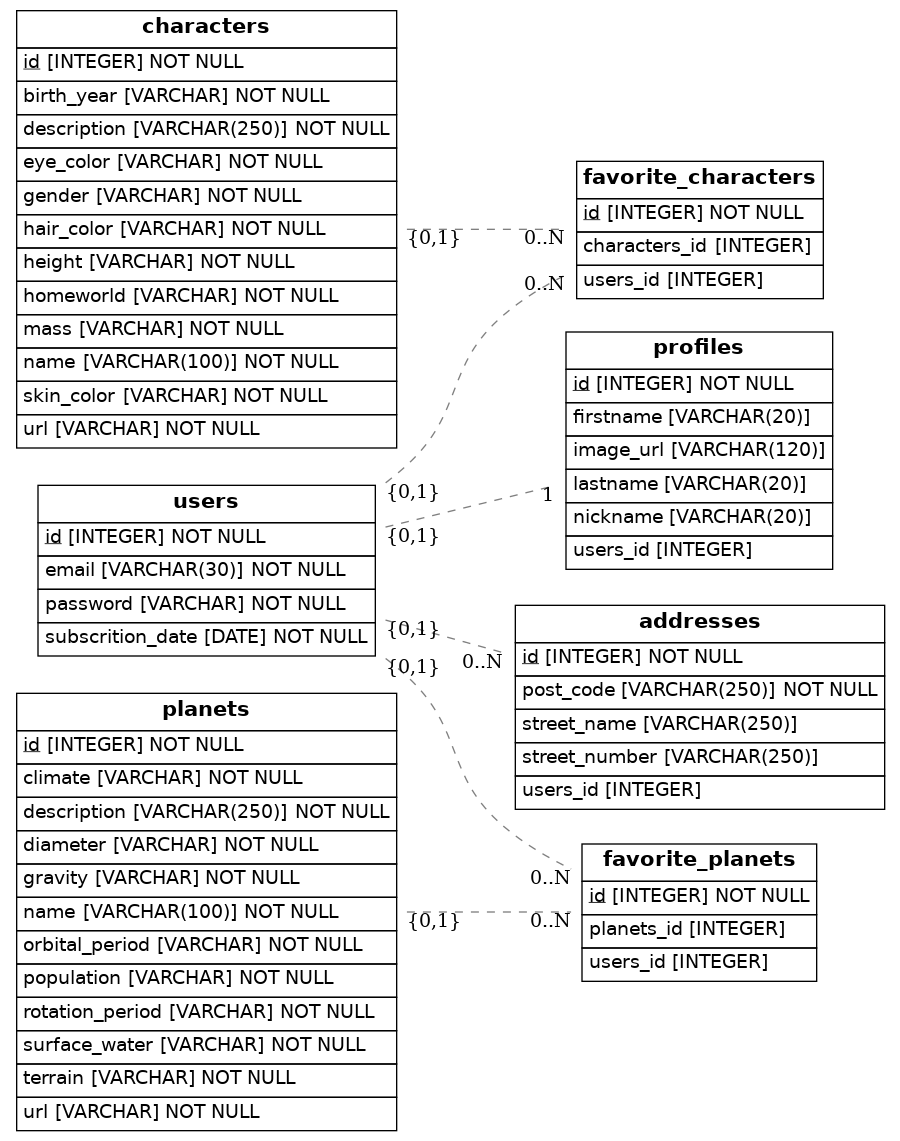 characters
id [INTEGER] NOT NULL
birth_year [VARCHAR] NOT NULL
description [VARCHAR(250)] NOT NULL
eye_color [VARCHAR] NOT NULL
gender [VARCHAR] NOT NULL
hair_color [VARCHAR] NOT NULL
height [VARCHAR] NOT NULL
homeworld [VARCHAR] NOT NULL
mass [VARCHAR] NOT NULL
name [VARCHAR(100)] NOT NULL
skin_color [VARCHAR] NOT NULL
url [VARCHAR] NOT NULL
{0,1}
0..N
favorite_characters
id [INTEGER] NOT NULL
characters_id [INTEGER]
users_id [INTEGER]
0..N
{0,1}
users
id [INTEGER] NOT NULL
email [VARCHAR(30)] NOT NULL
password [VARCHAR] NOT NULL
subscrition_date [DATE] NOT NULL
{0,1}
1
profiles
id [INTEGER] NOT NULL
firstname [VARCHAR(20)]
image_url [VARCHAR(120)]
lastname [VARCHAR(20)]
nickname [VARCHAR(20)]
users_id [INTEGER]
{0,1}
0..N
addresses
id [INTEGER] NOT NULL
post_code [VARCHAR(250)] NOT NULL
street_name [VARCHAR(250)]
street_number [VARCHAR(250)]
users_id [INTEGER]
{0,1}
0..N
planets
id [INTEGER] NOT NULL
climate [VARCHAR] NOT NULL
description [VARCHAR(250)] NOT NULL
diameter [VARCHAR] NOT NULL
gravity [VARCHAR] NOT NULL
name [VARCHAR(100)] NOT NULL
orbital_period [VARCHAR] NOT NULL
population [VARCHAR] NOT NULL
rotation_period [VARCHAR] NOT NULL
surface_water [VARCHAR] NOT NULL
terrain [VARCHAR] NOT NULL
url [VARCHAR] NOT NULL
{0,1}
0..N
favorite_planets
id [INTEGER] NOT NULL
planets_id [INTEGER]
users_id [INTEGER]